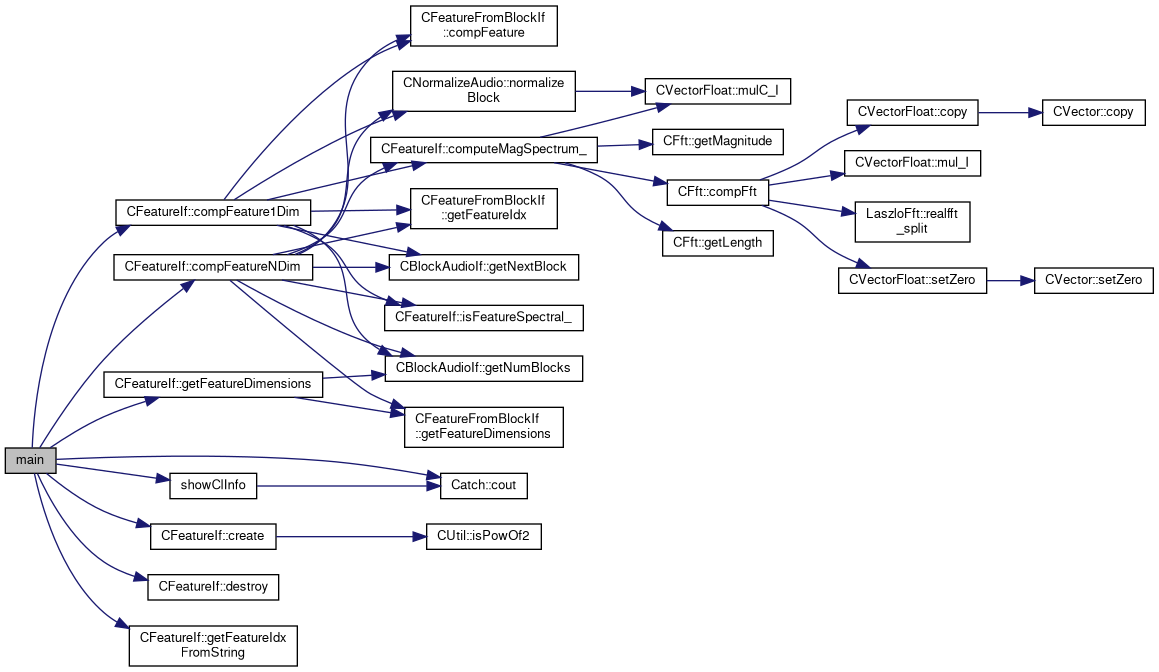 main
CFeatureIf::compFeature1Dim
CFeatureIf::compFeatureNDim
CFeatureIf::getFeatureDimensions
showClInfo
CFeatureIf::create
CFeatureIf::destroy
CFeatureIf::getFeatureIdx
FromString
CFeatureFromBlockIf
::compFeature
CNormalizeAudio::normalize
Block
CFeatureIf::computeMagSpectrum_
CFeatureFromBlockIf
::getFeatureIdx
CBlockAudioIf::getNextBlock
CFeatureIf::isFeatureSpectral_
CBlockAudioIf::getNumBlocks
CFeatureFromBlockIf
::getFeatureDimensions
Catch::cout
CUtil::isPowOf2
CVectorFloat::mulC_I
CFft::getMagnitude
CFft::compFft
CFft::getLength
CVectorFloat::copy
CVectorFloat::mul_I
LaszloFft::realfft
_split
CVectorFloat::setZero
CVector::copy
CVector::setZero